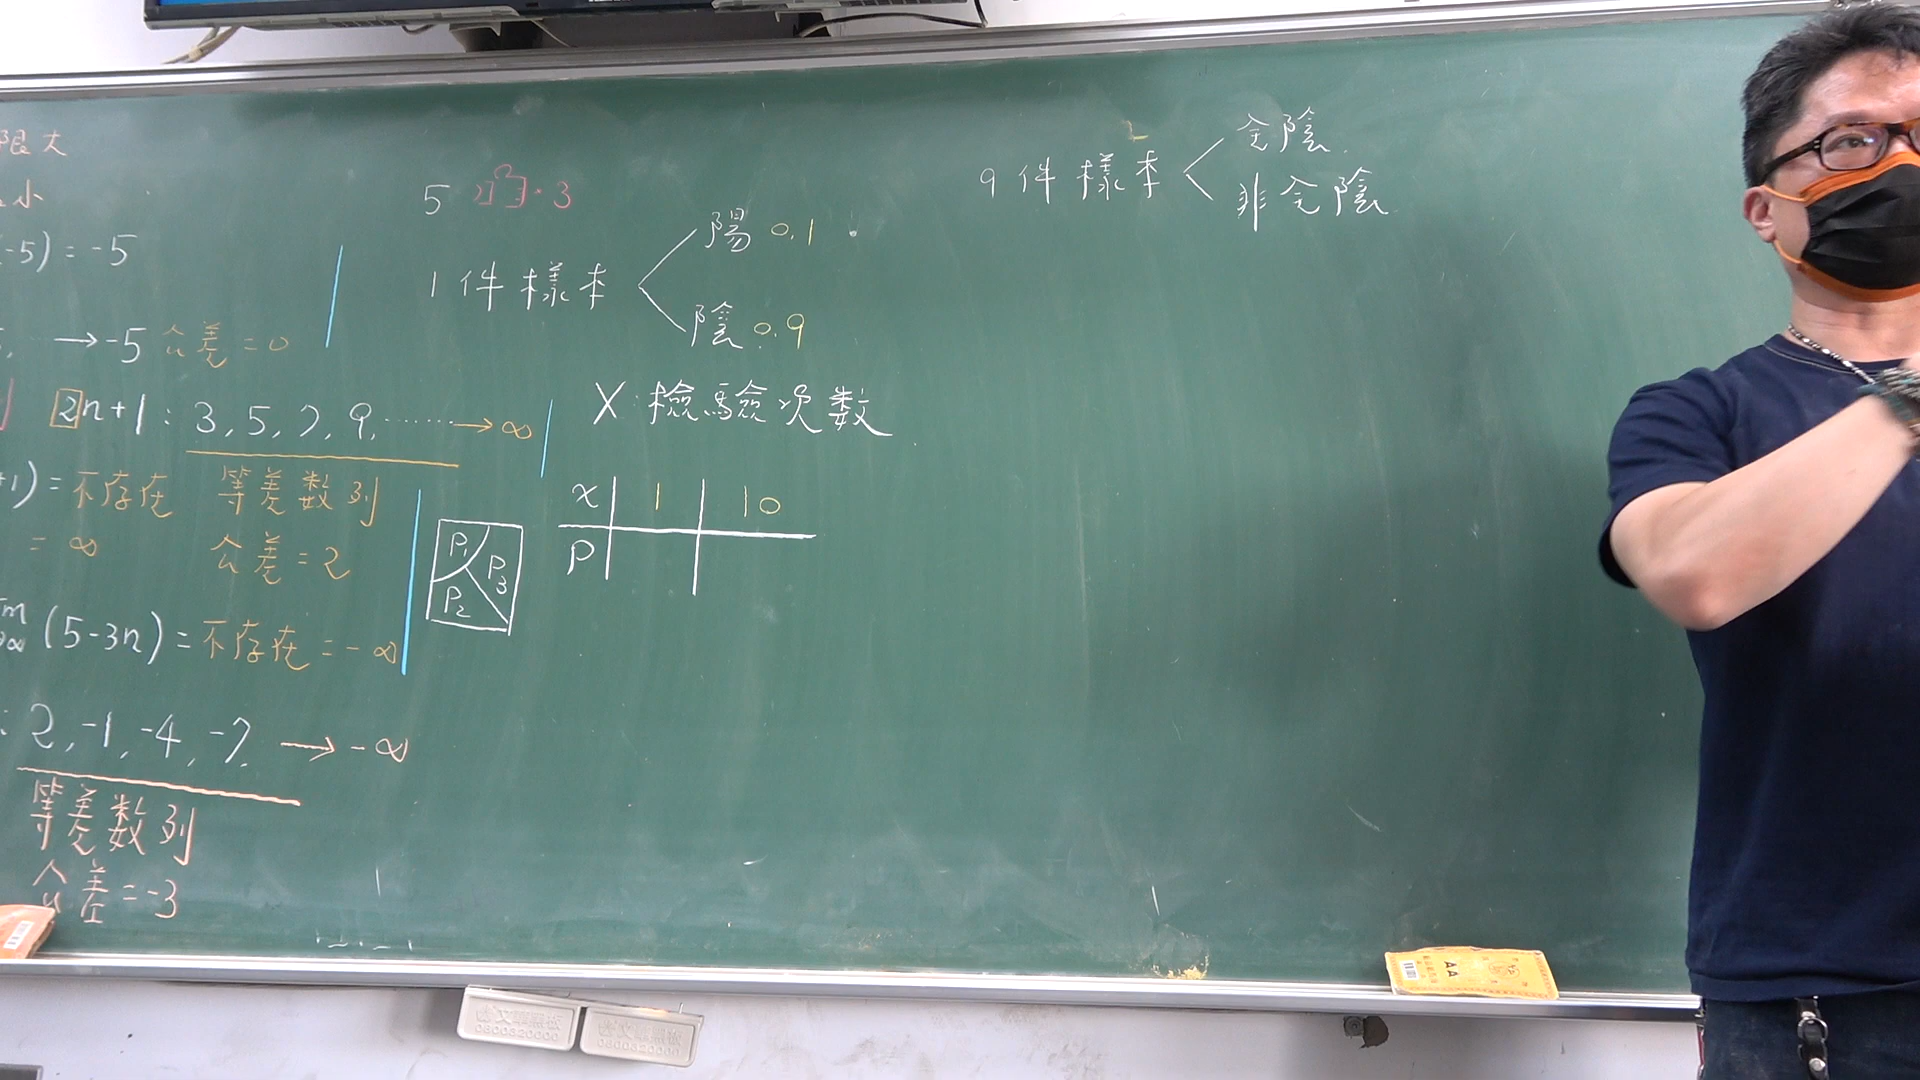 限大
小
-5) = -5
→ -5 公差 = 0
2n+1 : 3, 5, 7, 9, ⋯⋯ → ∞
+1) = 不存在 等差數列
= ∞ 公差 = 2
(5-3n) = 不存在 = -∞
: 2, -1, -4, -7, → -∞
等差數列
公差 = -3
5
· 3
1 件 樣本
陽 0.1
陰 0.9
X : 檢驗次數
x 1 10
P
P1
P2
P3
9 件 樣本
全陰
非全陰
AA
0800320000
0800320000